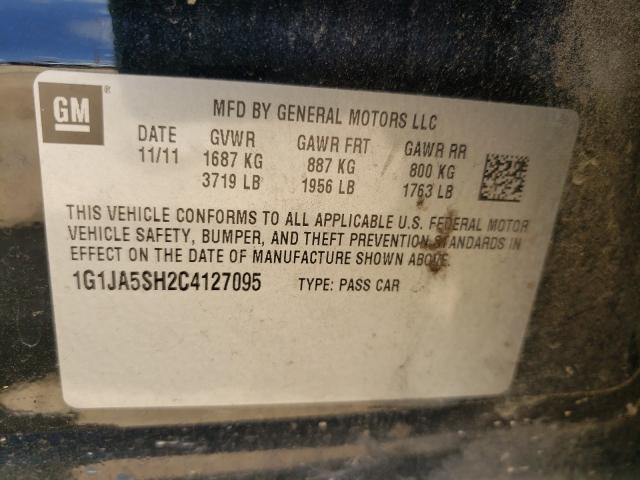 GM ®
MFD BY GENERAL MOTORS LLC
DATE GVWR GAWR FRT GAWR RR
11/11 1687 KG 887 KG 800 KG
3719 LB 1956 LB 1763 LB
THIS VEHICLE CONFORMS TO ALL APPLICABLE U.S. FEDERAL MOTOR
VEHICLE SAFETY, BUMPER, AND THEFT PREVENTION STANDARDS IN
EFFECT ON THE DATE OF MANUFACTURE SHOWN ABOVE.
1G1JA5SH2C4127095 TYPE: PASS CAR